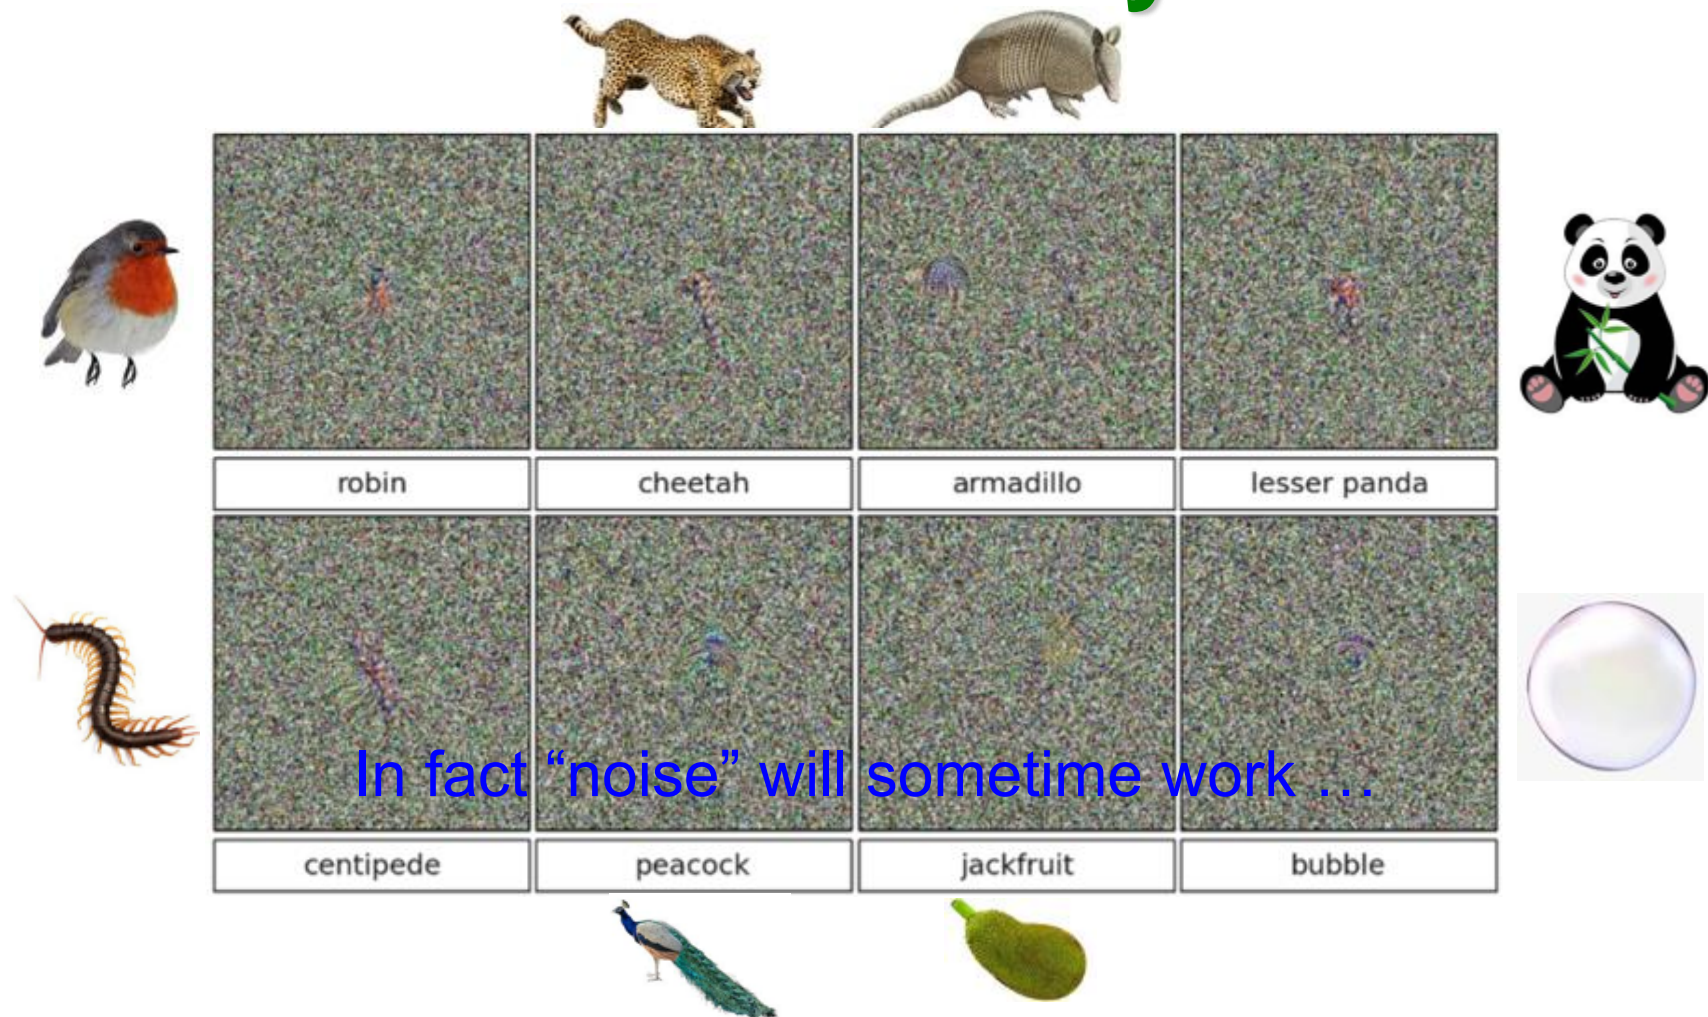 robin
cheetah
armadillo
lesser panda
In fact “noise” will sometime work …
centipede
peacock
jackfruit
bubble